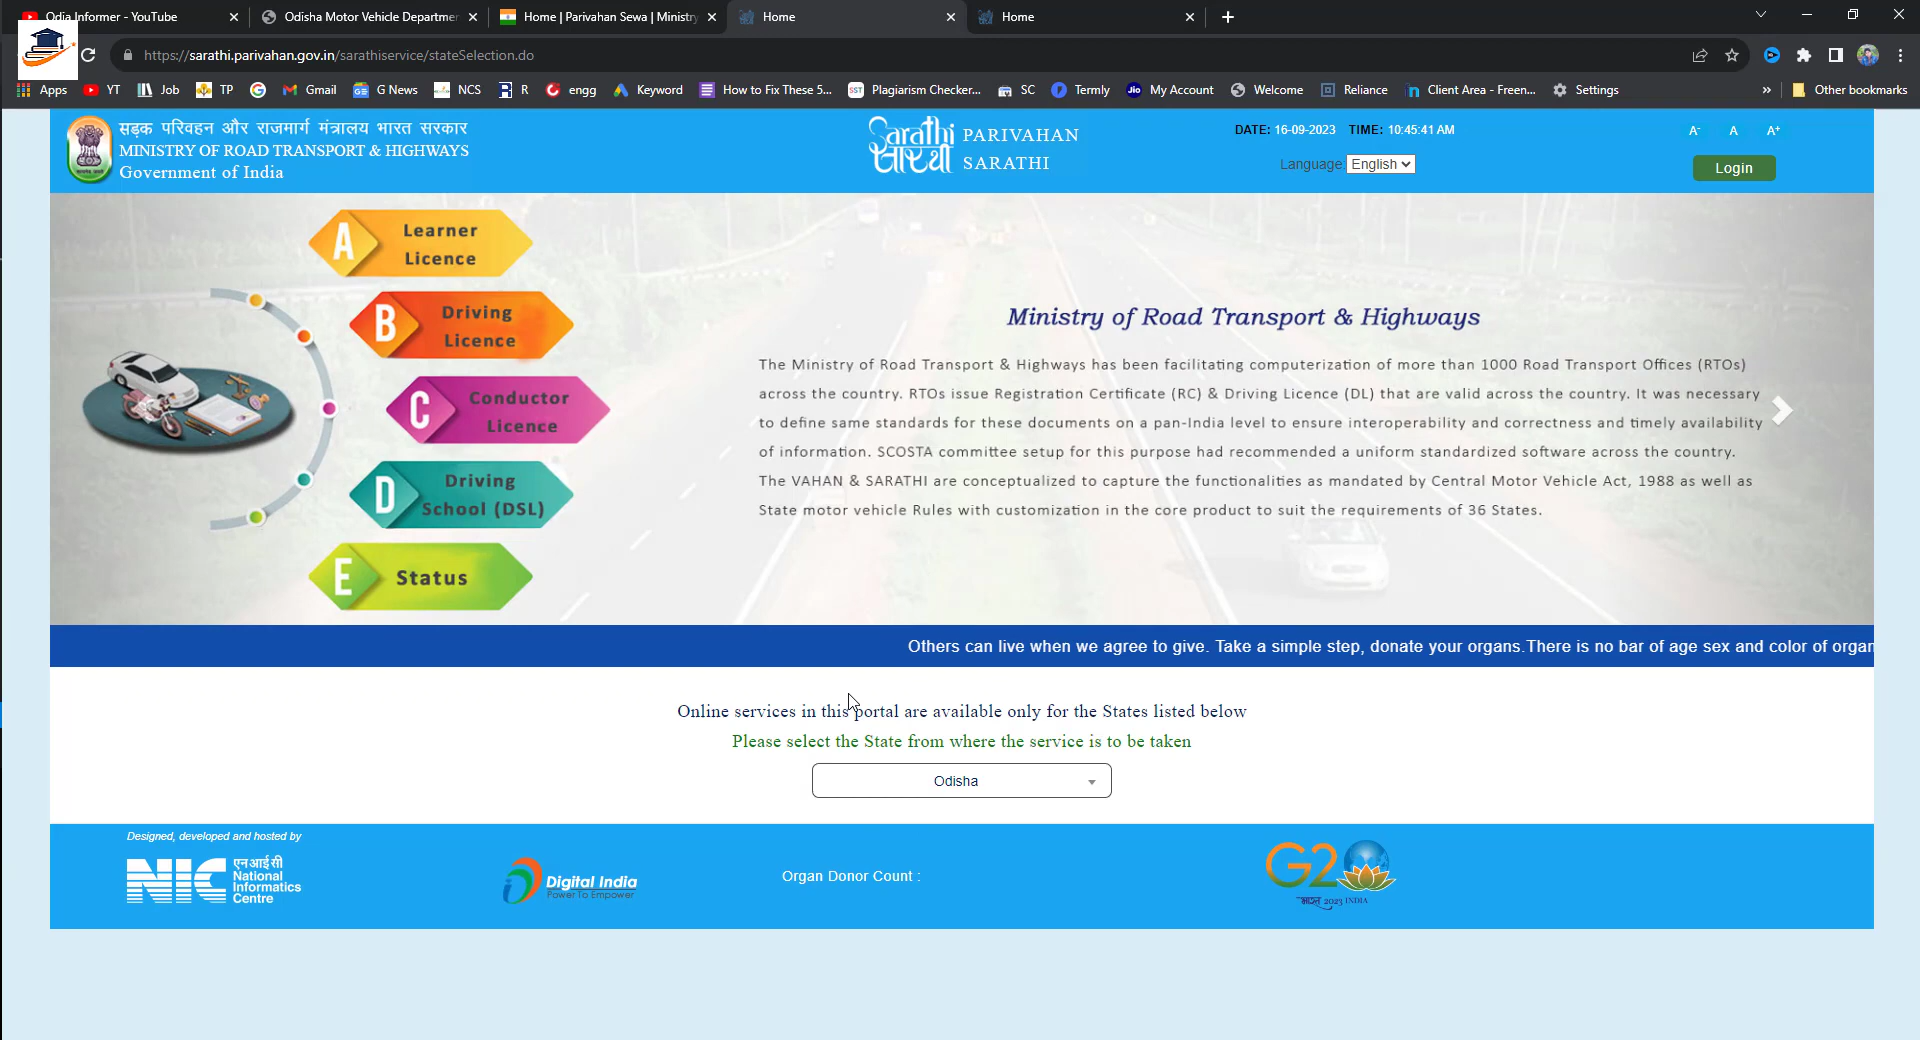 Odia Informer - YouTube
Odisha Motor Vehicle Departmen
Home | Parivahan Sewa | Ministry
Home
Home
https://sarathi.parivahan.gov.in/sarathiservice/stateSelection.do
Apps
YT
Job
TP
Gmail
G News
NCS
R
engg
Keyword
How to Fix These 5...
SST
Plagiarism Checker...
SC
Termly
Jio
My Account
Welcome
Reliance
Client Area - Freen...
Settings
»
Other bookmarks
सड़क परिवहन और राजमार्ग मंत्रालय भारत सरकार
MINISTRY OF ROAD TRANSPORT & HIGHWAYS
Government of India
Sarathi
सारथी
PARIVAHAN
SARATHI
DATE: 16-09-2023 TIME: 10:45:41 AM
Language English
A- A A+
Login
A
Learner
Licence
B
Driving
Licence
C
Conductor
Licence
D
Driving
School (DSL)
E
Status
Ministry of Road Transport & Highways
The Ministry of Road Transport & Highways has been facilitating computerization of more than 1000 Road Transport Offices (RTOs)
across the country. RTOs issue Registration Certificate (RC) & Driving Licence (DL) that are valid across the country. It was necessary
to define same standards for these documents on a pan-India level to ensure interoperability and correctness and timely availability
of information. SCOSTA committee setup for this purpose had recommended a uniform standardized software across the country.
The VAHAN & SARATHI are conceptualized to capture the functionalities as mandated by Central Motor Vehicle Act, 1988 as well as
State motor vehicle Rules with customization in the core product to suit the requirements of 36 States.
Others can live when we agree to give. Take a simple step, donate your organs.There is no bar of age sex and color of organ
Online services in this portal are available only for the States listed below
Please select the State from where the service is to be taken
Odisha
Designed, developed and hosted by
NIC
एनआईसी
National
Informatics
Centre
Digital India
Power To Empower
Organ Donor Count :
G2
भारत 2023 INDIA